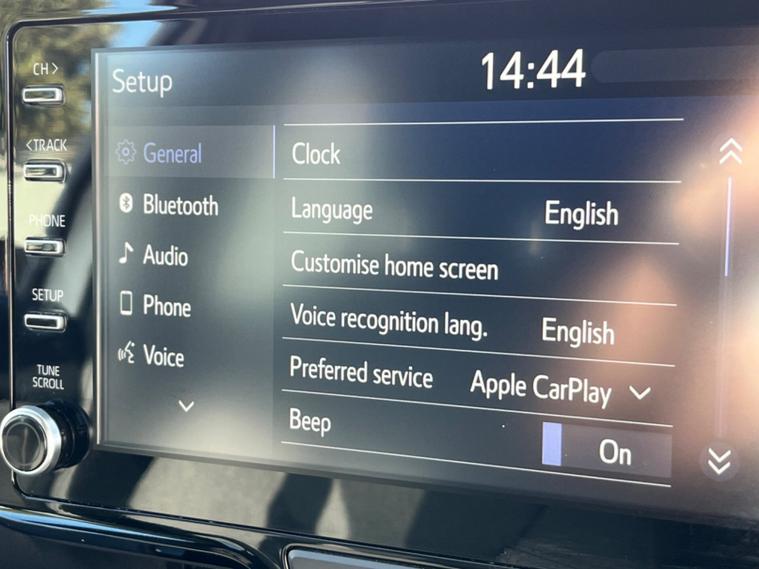 CH >
< TRACK
PHONE
SETUP
TUNE
SCROLL
Setup
14:44
General
Bluetooth
Audio
Phone
Voice
Clock
Language English
Customise home screen
Voice recognition lang. English
Preferred service Apple CarPlay
Beep On